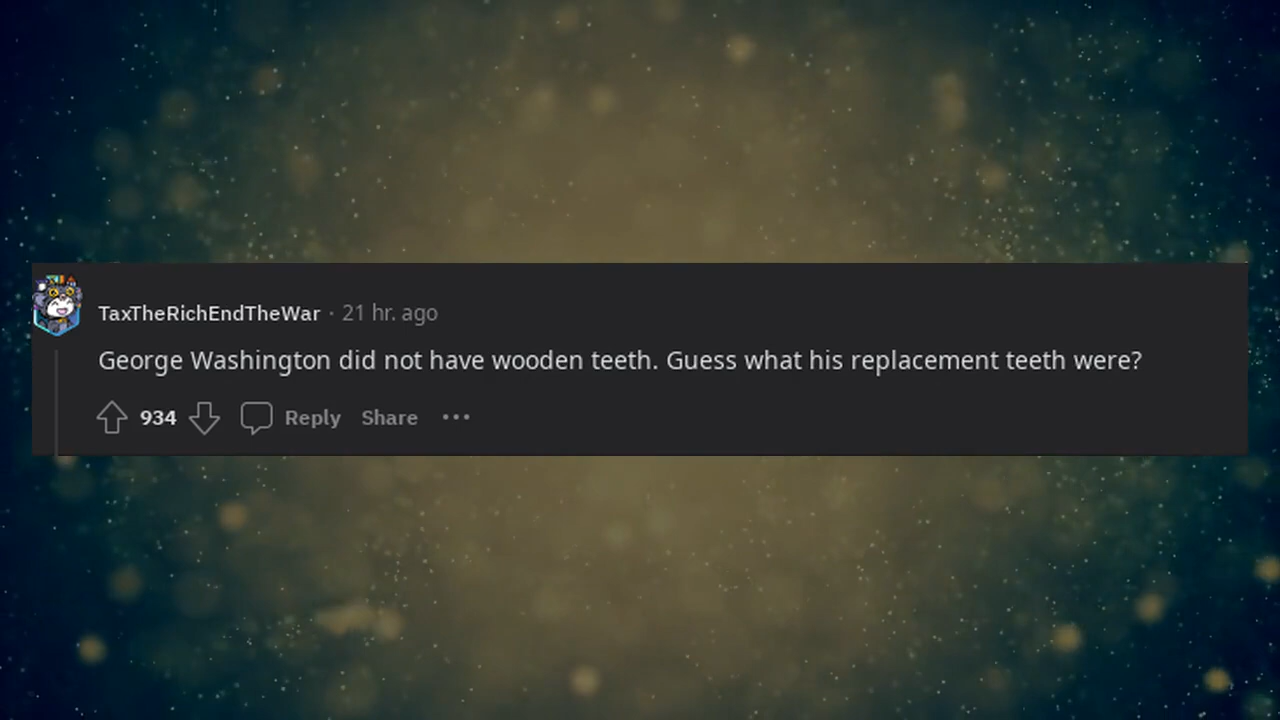 TaxTheRichEndTheWar · 21 hr. ago
George Washington did not have wooden teeth. Guess what his replacement teeth were?
934 Reply Share ···